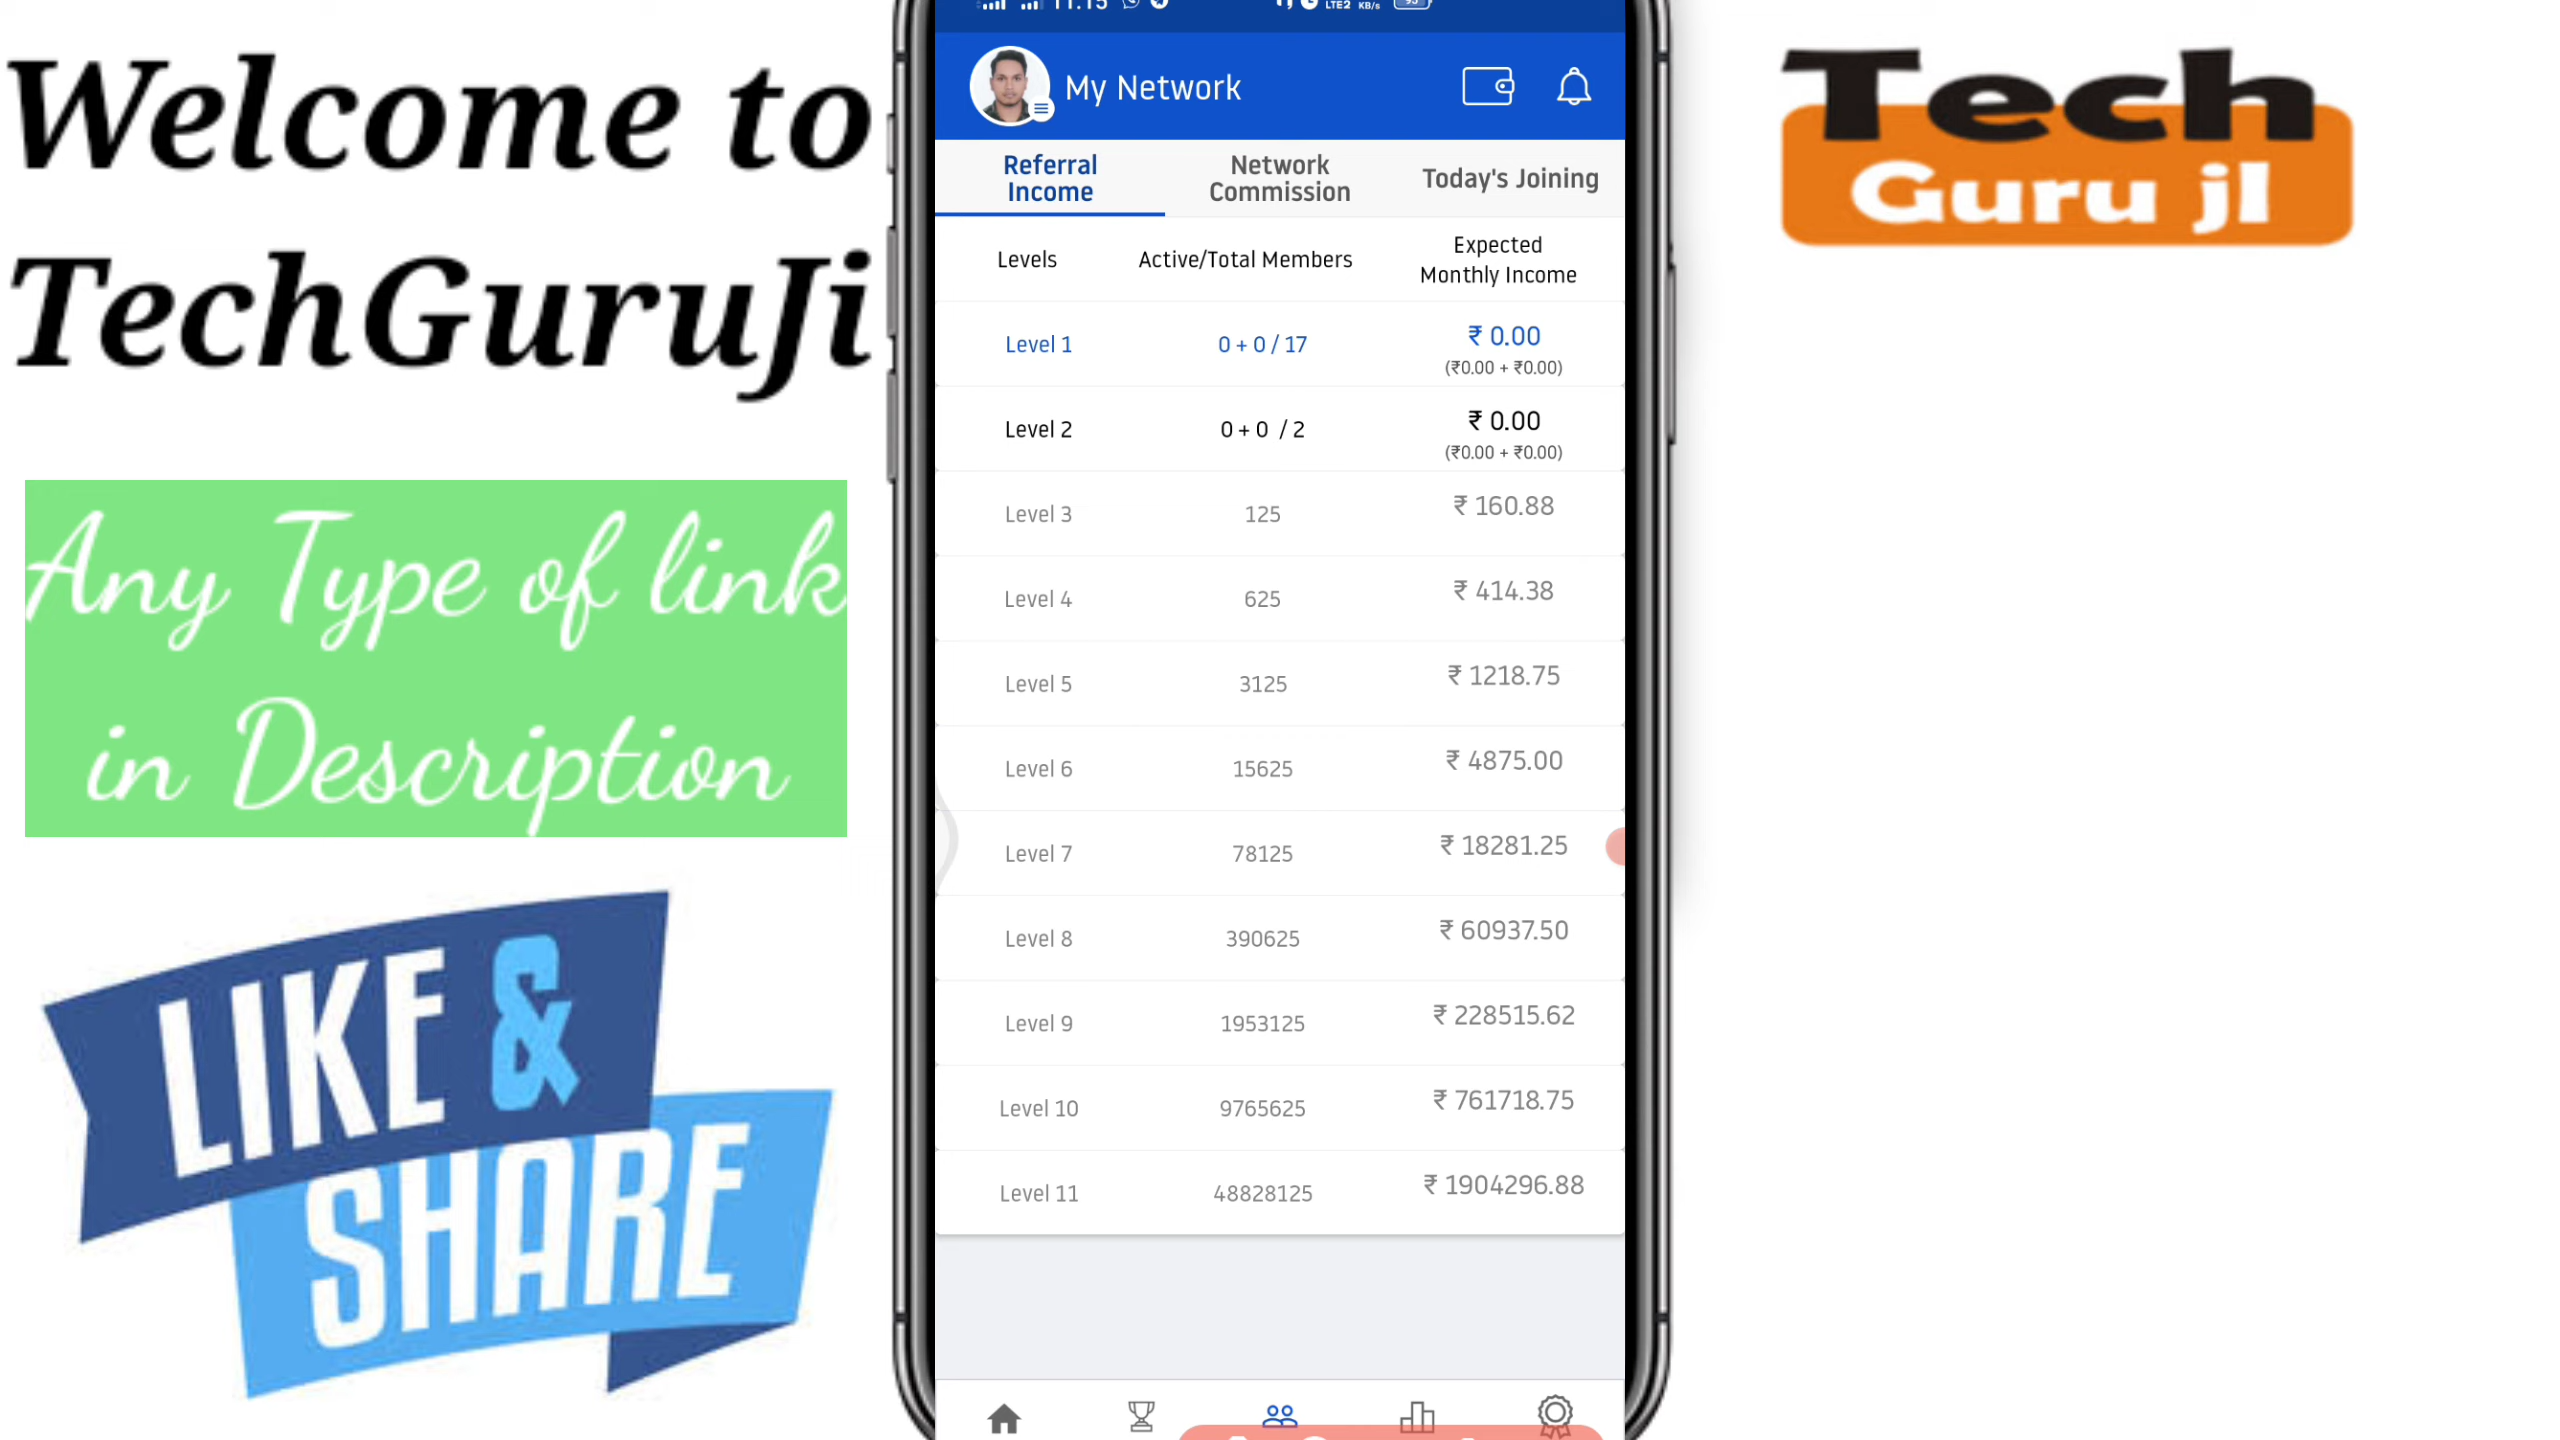 Welcome to
TechGuruJi
Any Type of link
in Description
LIKE &
SHARE
11:15
LTE2 KB/s
My Network
Referral
Income
Network
Commission
Today's Joining
Levels
Active/Total Members
Expected
Monthly Income
Level 1 0 + 0 / 17 ₹ 0.00
(₹0.00 + ₹0.00)
Level 2 0 + 0 / 2 ₹ 0.00
(₹0.00 + ₹0.00)
Level 3 125 ₹ 160.88
Level 4 625 ₹ 414.38
Level 5 3125 ₹ 1218.75
Level 6 15625 ₹ 4875.00
Level 7 78125 ₹ 18281.25
Level 8 390625 ₹ 60937.50
Level 9 1953125 ₹ 228515.62
Level 10 9765625 ₹ 761718.75
Level 11 48828125 ₹ 1904296.88
Tech
Guru jI